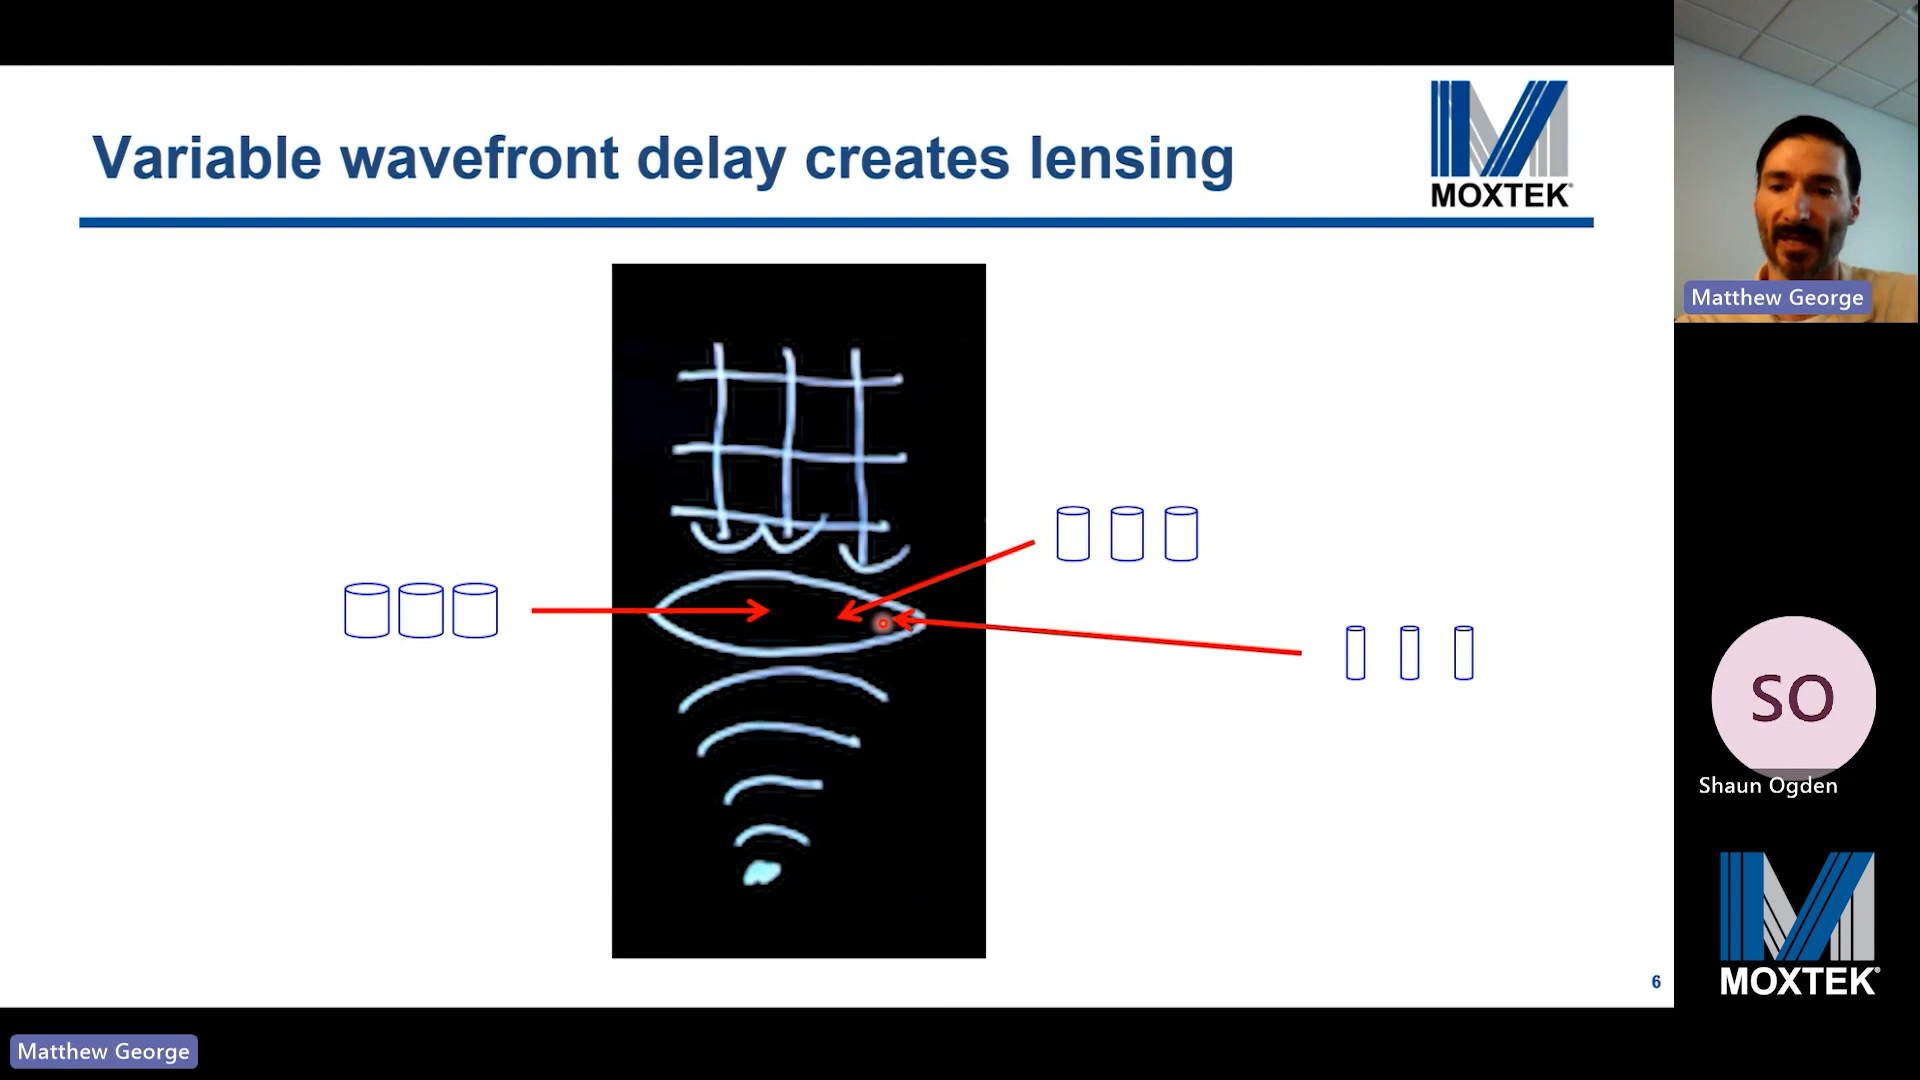 Variable wavefront delay creates lensing
MOXTEK®
Matthew George
SO
Shaun Ogden
MOXTEK®
6
Matthew George